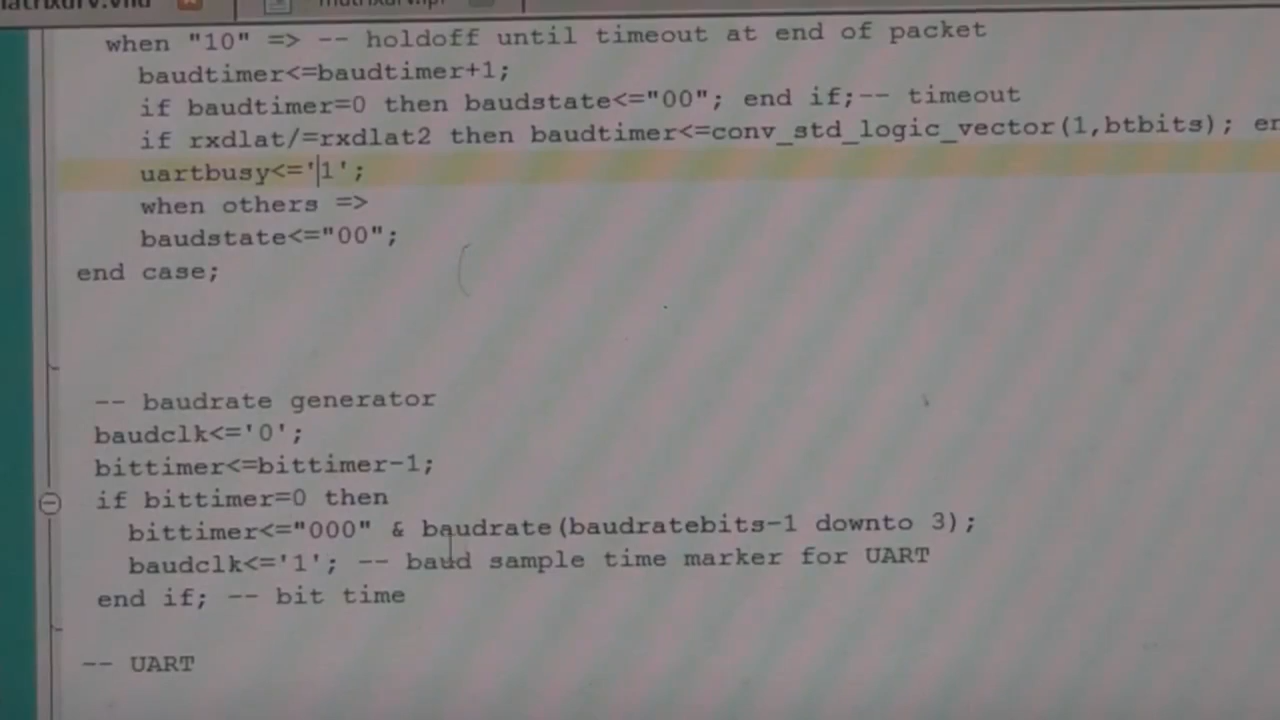 when "10" => -- holdoff until timeout at end of packet
baudtimer<=baudtimer+1;
if baudtimer=0 then baudstate<="00"; end if;-- timeout
if rxdlat/=rxdlat2 then baudtimer<=conv_std_logic_vector(1,btbits);
uartbusy<='1';
when others =>
baudstate<="00";
end case;
-- baudrate generator
baudclk<='0';
bittimer<=bittimer-1;
if bittimer=0 then
bittimer<="000" & baudrate(baudratebits-1 downto 3);
baudclk<='1'; -- baud sample time marker for UART
end if; -- bit time
-- UART